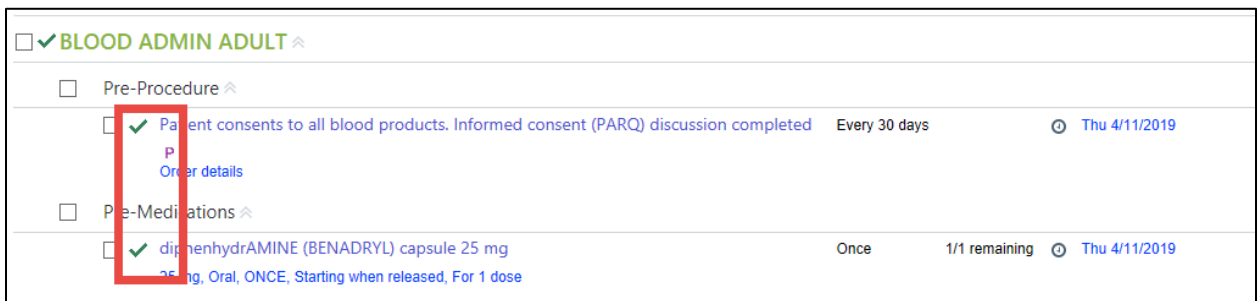 BLOOD ADMIN ADULT
Pre-Procedure
Patient consents to all blood products. Informed consent (PARQ) discussion completed Every 30 days Thu 4/11/2019
P
Order details
Pre-Medications
diphenhydrAMINE (BENADRYL) capsule 25 mg Once 1/1 remaining Thu 4/11/2019
25 mg, Oral, ONCE, Starting when released, For 1 dose